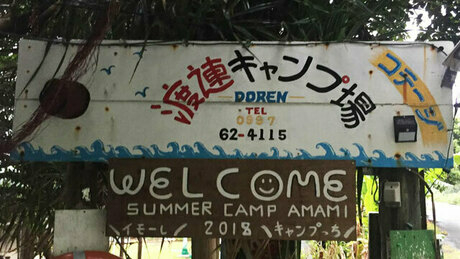 渡連キャンプ場
コテージ
DOREN
TEL
0997
62-4115
WELCOME
SUMMER CAMP AMAMI
\イモーレ 2018 キャンプっち/